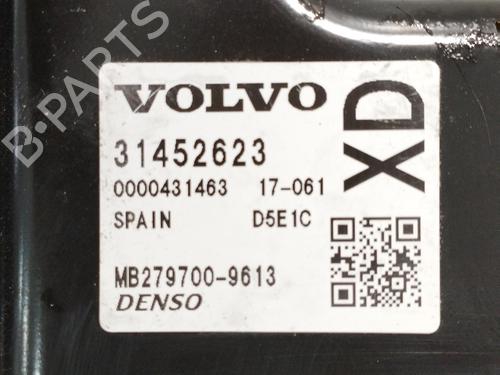 B-PARTS
VOLVO
31452623
0000431463 17-061
SPAIN D5E1C
MB279700-9613
DENSO
XD